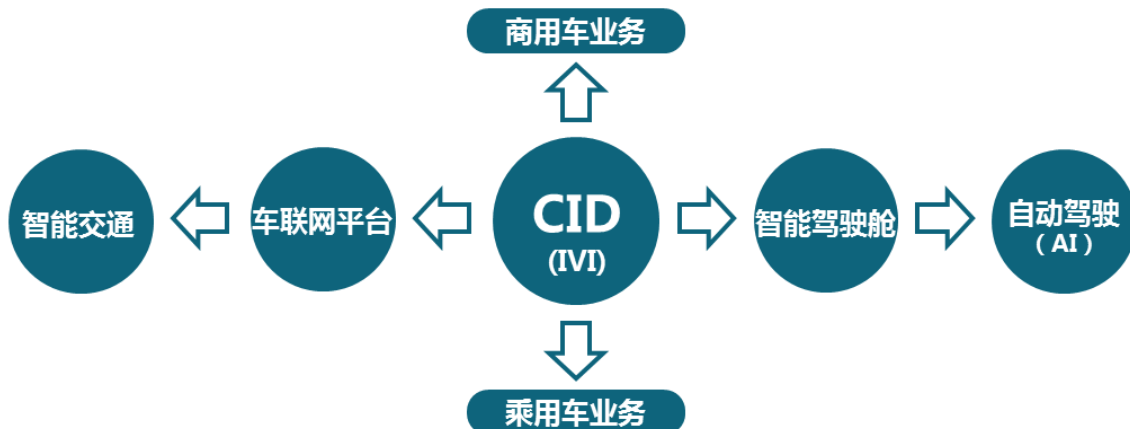 商用车业务
智能交通
车联网平台
CID
(IVI)
智能驾驶舱
自动驾驶
(AI)
乘用车业务